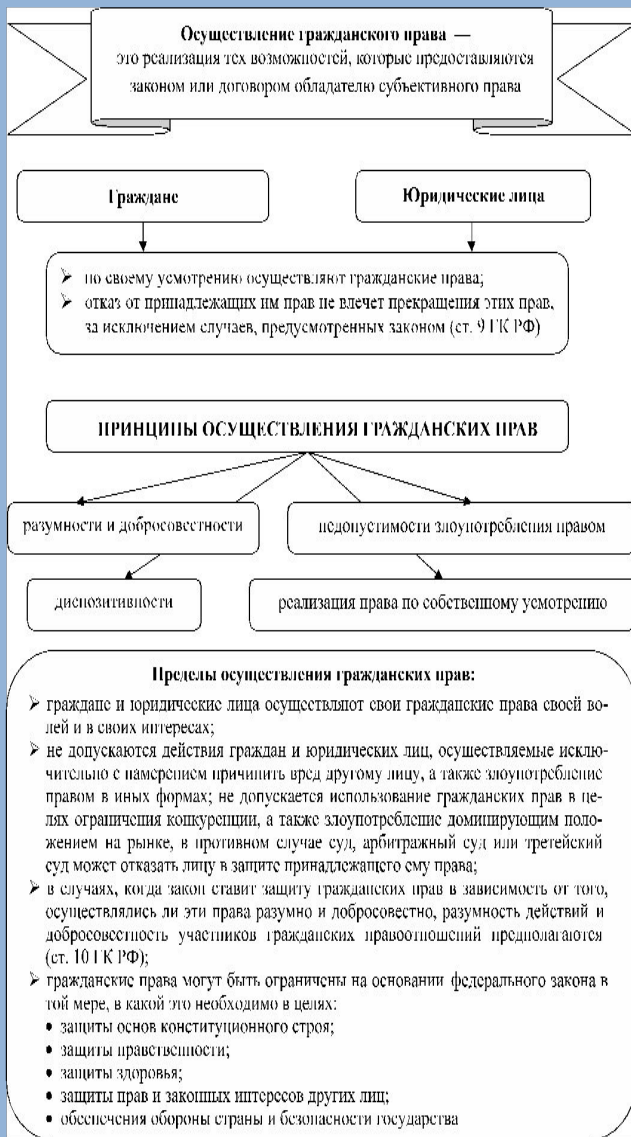 Осуществление гражданского права —
это реализация тех возможностей, которые предоставляются
законом или договором обладателю субъективного права
Граждане
Юридические лица
➢ по своему усмотрению осуществляют гражданские права;
➢ отказ от принадлежащих им прав не влечет прекращения этих прав,
за исключением случаев, предусмотренных законом (ст. 9 ГК РФ)
ПРИНЦИПЫ ОСУЩЕСТВЛЕНИЯ ГРАЖДАНСКИХ ПРАВ
разумности и добросовестности
недопустимости злоупотребления правом
диспозитивности
реализация права по собственному усмотрению
Пределы осуществления гражданских прав:
➢ граждане и юридические лица осуществляют свои гражданские права своей во-
лей и в своих интересах;
➢ не допускаются действия граждан и юридических лиц, осуществляемые исклю-
чительно с намерением причинить вред другому лицу, а также злоупотребление
правом в иных формах; не допускается использование гражданских прав в це-
лях ограничения конкуренции, а также злоупотребление доминирующим поло-
жением на рынке, в противном случае суд, арбитражный суд или третейский
суд может отказать лицу в защите принадлежащего ему права;
➢ в случаях, когда закон ставит защиту гражданских прав в зависимость от того,
осуществлялись ли эти права разумно и добросовестно, разумность действий и
добросовестность участников гражданских правоотношений предполагаются
(ст. 10 ГК РФ);
➢ гражданские права могут быть ограничены на основании федерального закона в
той мере, в какой это необходимо в целях:
• защиты основ конституционного строя;
• защиты нравственности;
• защиты здоровья;
• защиты прав и законных интересов других лиц;
• обеспечения обороны страны и безопасности государства